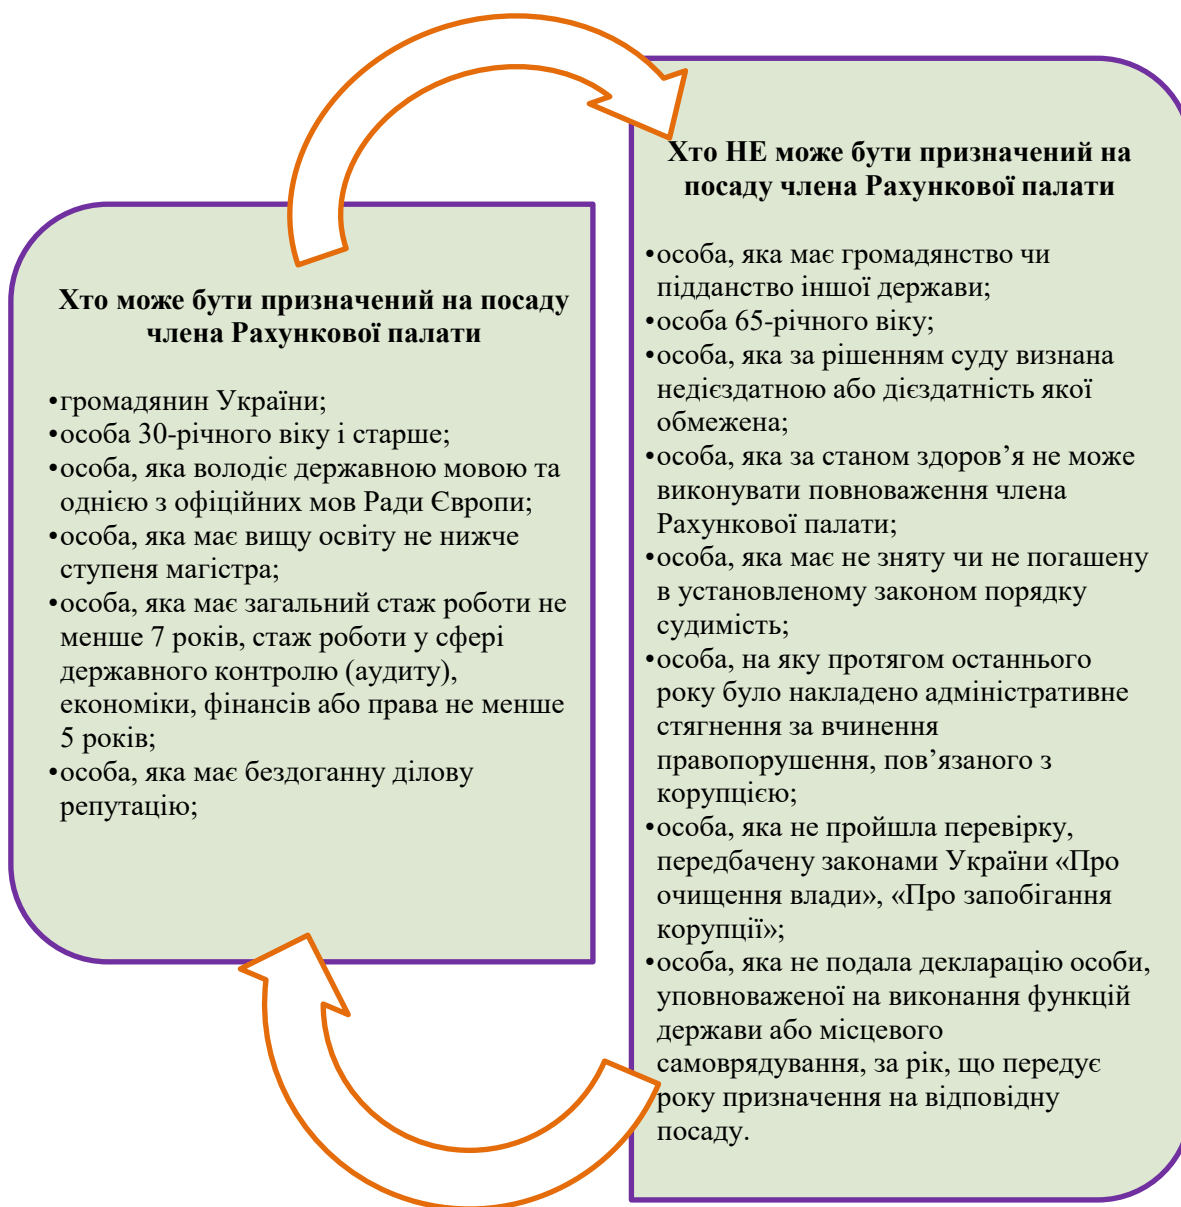 Хто може бути призначений на посаду
члена Рахункової палати
•громадянин України;
•особа 30-річного віку і старше;
•особа, яка володіє державною мовою та
однією з офіційних мов Ради Європи;
•особа, яка має вищу освіту не нижче
ступеня магістра;
•особа, яка має загальний стаж роботи не
менше 7 років, стаж роботи у сфері
державного контролю (аудиту),
економіки, фінансів або права не менше
5 років;
•особа, яка має бездоганну ділову
репутацію;
Хто НЕ може бути призначений на
посаду члена Рахункової палати
•особа, яка має громадянство чи
підданство іншої держави;
•особа 65-річного віку;
•особа, яка за рішенням суду визнана
недієздатною або дієздатність якої
обмежена;
•особа, яка за станом здоров’я не може
виконувати повноваження члена
Рахункової палати;
•особа, яка має не зняту чи не погашену
в установленому законом порядку
судимість;
•особа, на яку протягом останнього
року було накладено адміністративне
стягнення за вчинення
правопорушення, пов’язаного з
корупцією;
•особа, яка не пройшла перевірку,
передбачену законами України «Про
очищення влади», «Про запобігання
корупції»;
•особа, яка не подала декларацію особи,
уповноваженої на виконання функцій
держави або місцевого
самоврядування, за рік, що передує
року призначення на відповідну
посаду.